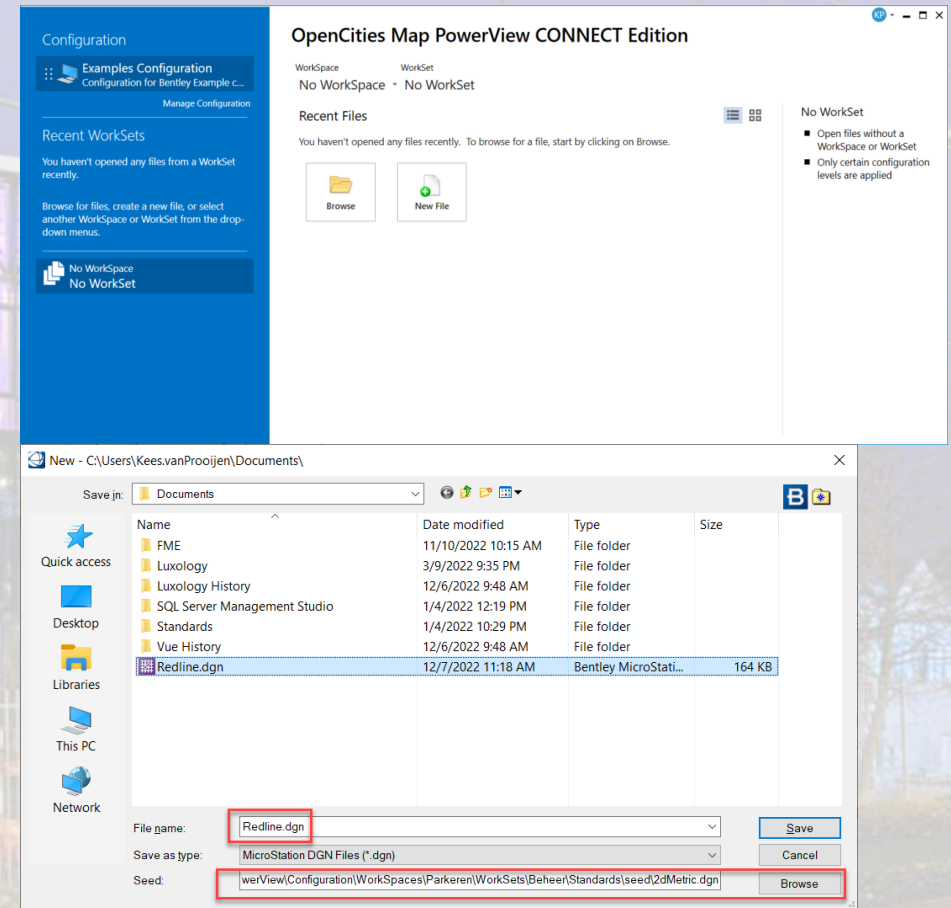 KP
Configuration
Examples Configuration
Configuration for Bentley Example c...
Manage Configuration
Recent WorkSets
You haven't opened any files from a WorkSet
recently.
Browse for files, create a new file, or select
another WorkSpace or WorkSet from the drop-
down menus.
No WorkSpace
No WorkSet
OpenCities Map PowerView CONNECT Edition
WorkSpace WorkSet
No WorkSpace No WorkSet
Recent Files
You haven't opened any files recently. To browse for a file, start by clicking on Browse.
Browse New File
No WorkSet
Open files without a
WorkSpace or WorkSet
Only certain configuration
levels are applied
New - C:\Users\Kees.vanProoijen\Documents\
Save in: Documents
B
Name Date modified Type Size
FME 11/10/2022 10:15 AM File folder
Luxology 3/9/2022 9:35 PM File folder
Luxology History 12/6/2022 9:48 AM File folder
SQL Server Management Studio 1/4/2022 12:19 PM File folder
Standards 1/4/2022 10:29 PM File folder
Vue History 12/6/2022 9:48 AM File folder
Redline.dgn 12/7/2022 11:18 AM Bentley MicroStati... 164 KB
Quick access
Desktop
Libraries
This PC
Network
File name: Redline.dgn Save
Save as type: MicroStation DGN Files (*.dgn) Cancel
Seed: werView\Configuration\WorkSpaces\Parkeren\WorkSets\Beheer\Standards\seed\2dMetric.dgn Browse